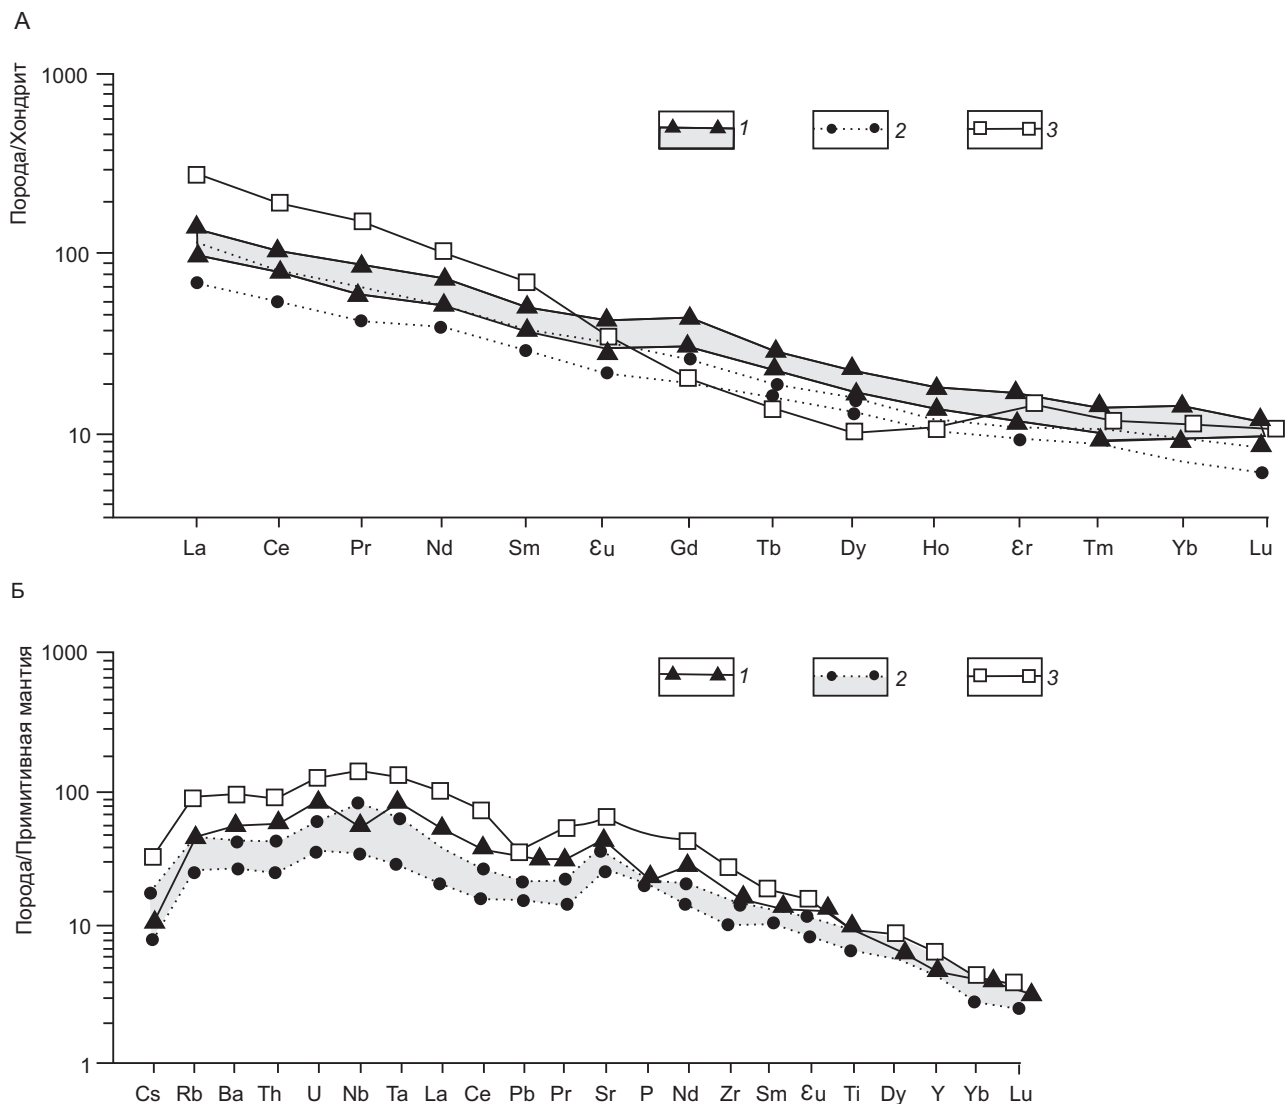 А
Порода/Хондрит
1000
100
10
1 2 3
La Ce Pr Nd Sm Ɛu Gd Tb Dy Ho Ɛr Tm Yb Lu
Б
Порода/Примитивная мантия
1000
100
10
1
1 2 3
Cs Rb Ba Th U Nb Ta La Ce Pb Pr Sr P Nd Zr Sm Ɛu Ti Dy Y Yb Lu